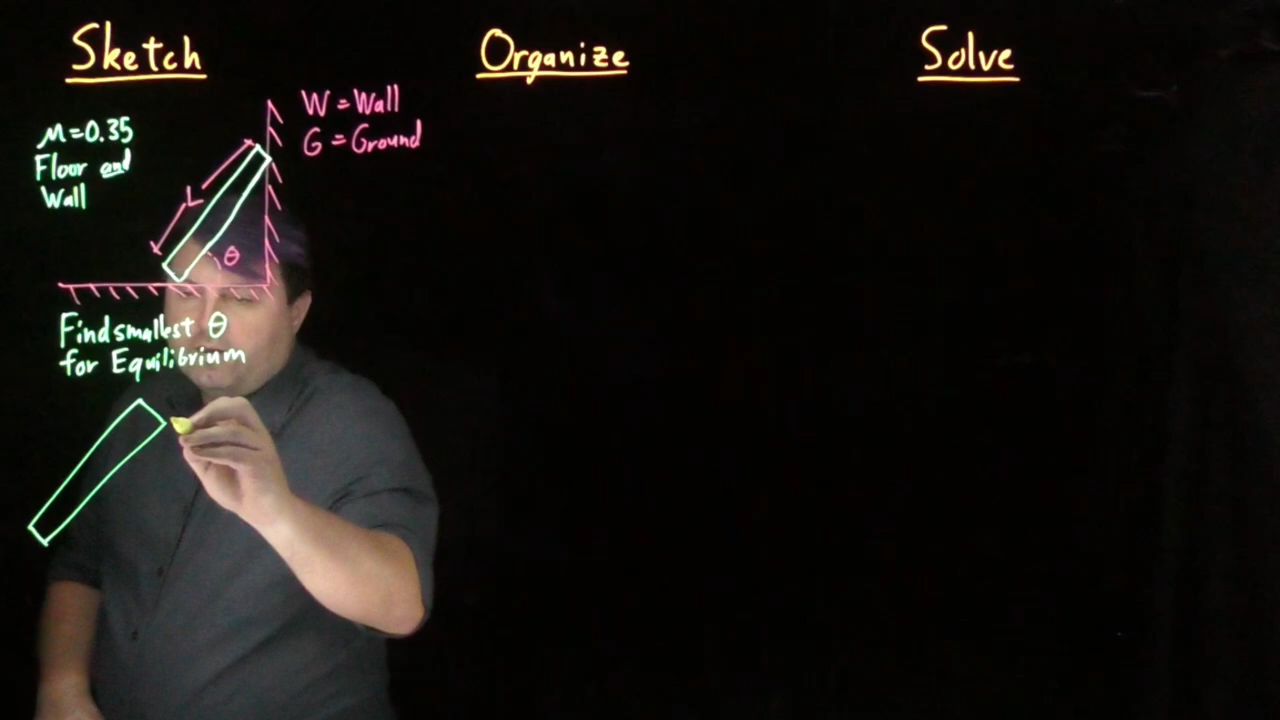 Sketch
Organize
Solve
W = Wall
G = Ground
μ=0.35
Floor and
Wall
L
θ
Find smallest θ
for Equilibrium